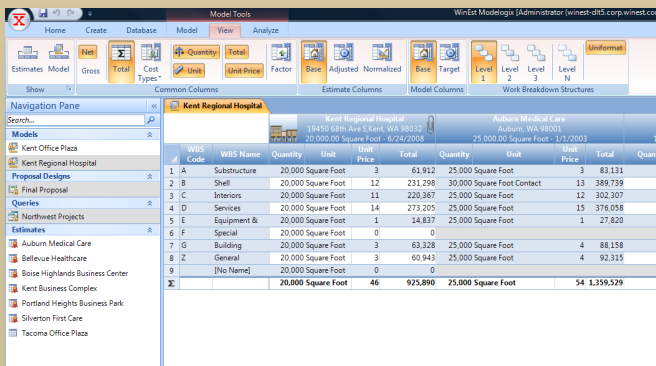 Model Tools
WinEst Modelogix [Administrator (winest-dlt5.corp.winest.co
Home Create Database Model View Analyze
Estimates Model Net Gross Total Cost Types Quantity Unit Total Unit Price Factor Base Adjusted Normalized Base Target Level 1 Level 2 Level 3 Level N Uniformat
Show Common Columns Estimate Columns Model Columns Work Breakdown Structures
Navigation Pane «
Search...
Models
Kent Office Plaza
Kent Regional Hospital
Proposal Designs
Final Proposal
Queries
Northwest Projects
Estimates
Auburn Medical Care
Bellevue Healthcare
Boise Highlands Business Center
Kent Business Complex
Portland Heights Business Park
Silverton First Care
Tacoma Office Plaza
Kent Regional Hospital
Kent Regional Hospital Auburn Medical Care
19450 68th Ave S,Kent, WA 98032 Auburn, WA 98001
20,000.00 Square Foot - 6/24/2008 25,000.00 Square Foot - 1/1/2003
WBS Code WBS Name Quantity Unit Unit Price Total Quantity Unit Unit Price Total Quan
1 A Substructure 20,000 Square Foot 3 61,912 25,000 Square Foot 3 83,131
2 B Shell 20,000 Square Foot 12 231,298 30,000 Square Foot Contact 13 389,739
3 C Interiors 20,000 Square Foot 11 220,367 25,000 Square Foot 12 302,307
4 D Services 20,000 Square Foot 14 273,205 25,000 Square Foot 15 376,058
5 E Equipment & 20,000 Square Foot 1 14,837 25,000 Square Foot 1 27,820
6 F Special 20,000 Square Foot 0 0
7 G Building 20,000 Square Foot 3 63,328 25,000 Square Foot 4 88,158
8 Z General 20,000 Square Foot 3 60,943 25,000 Square Foot 4 92,315
9 [No Name] 20,000 Square Foot 0 0
Σ 20,000 Square Foot 46 925,890 25,000 Square Foot 54 1,359,529